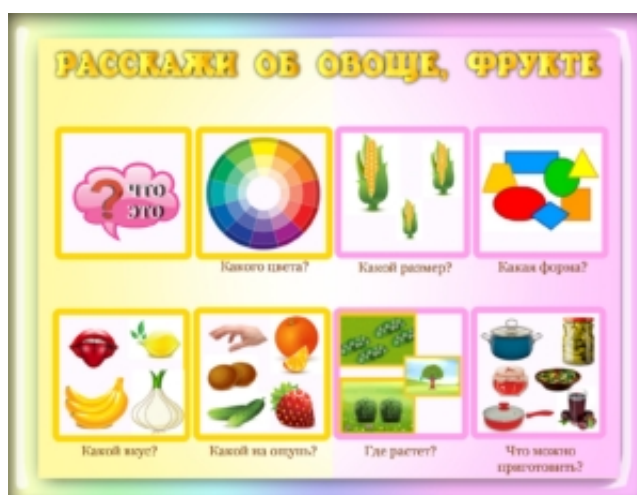 РАССКАЖИ ОБ ОВОЩЕ, ФРУКТЕ
? ЧТО
ЭТО
Какого цвета?
Какой размер?
Какая форма?
Какой вкус?
Какой на ощупь?
Где растет?
Что можно
приготовить?